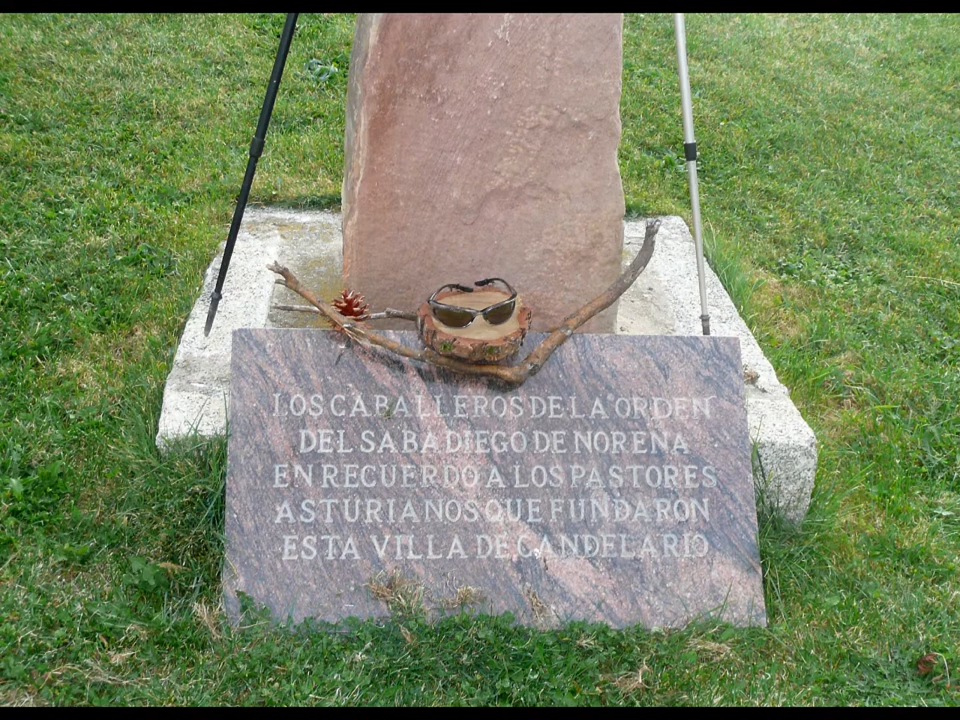 LOS CABALLEROS DE LA ORDEN
DEL SABADIEGO DE NORENA
EN RECUERDO A LOS PASTORES
ASTURIANOS QUE FUNDARON
ESTA VILLA DE CANDELARIO